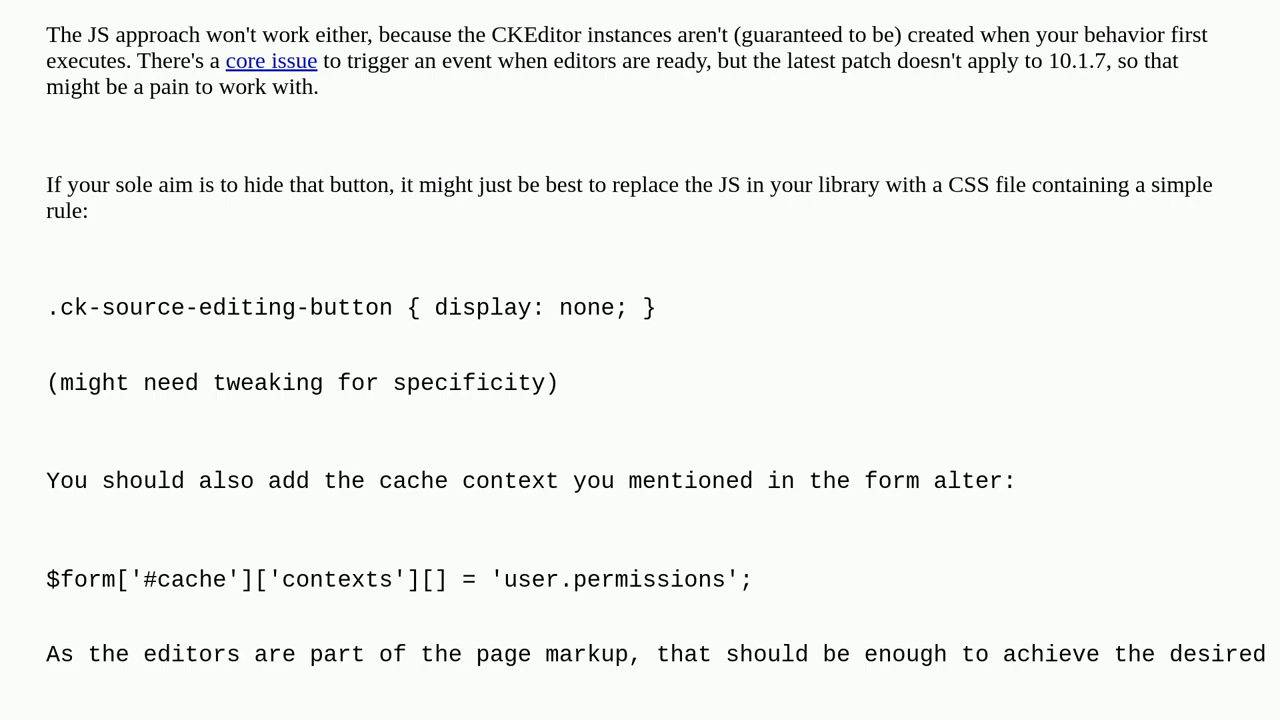 The JS approach won't work either, because the CKEditor instances aren't (guaranteed to be) created when your behavior first
executes. There's a core issue to trigger an event when editors are ready, but the latest patch doesn't apply to 10.1.7, so that
might be a pain to work with.
If your sole aim is to hide that button, it might just be best to replace the JS in your library with a CSS file containing a simple
rule:
.ck-source-editing-button { display: none; }
(might need tweaking for specificity)
You should also add the cache context you mentioned in the form alter:
$form['#cache']['contexts'][] = 'user.permissions';
As the editors are part of the page markup, that should be enough to achieve the desired